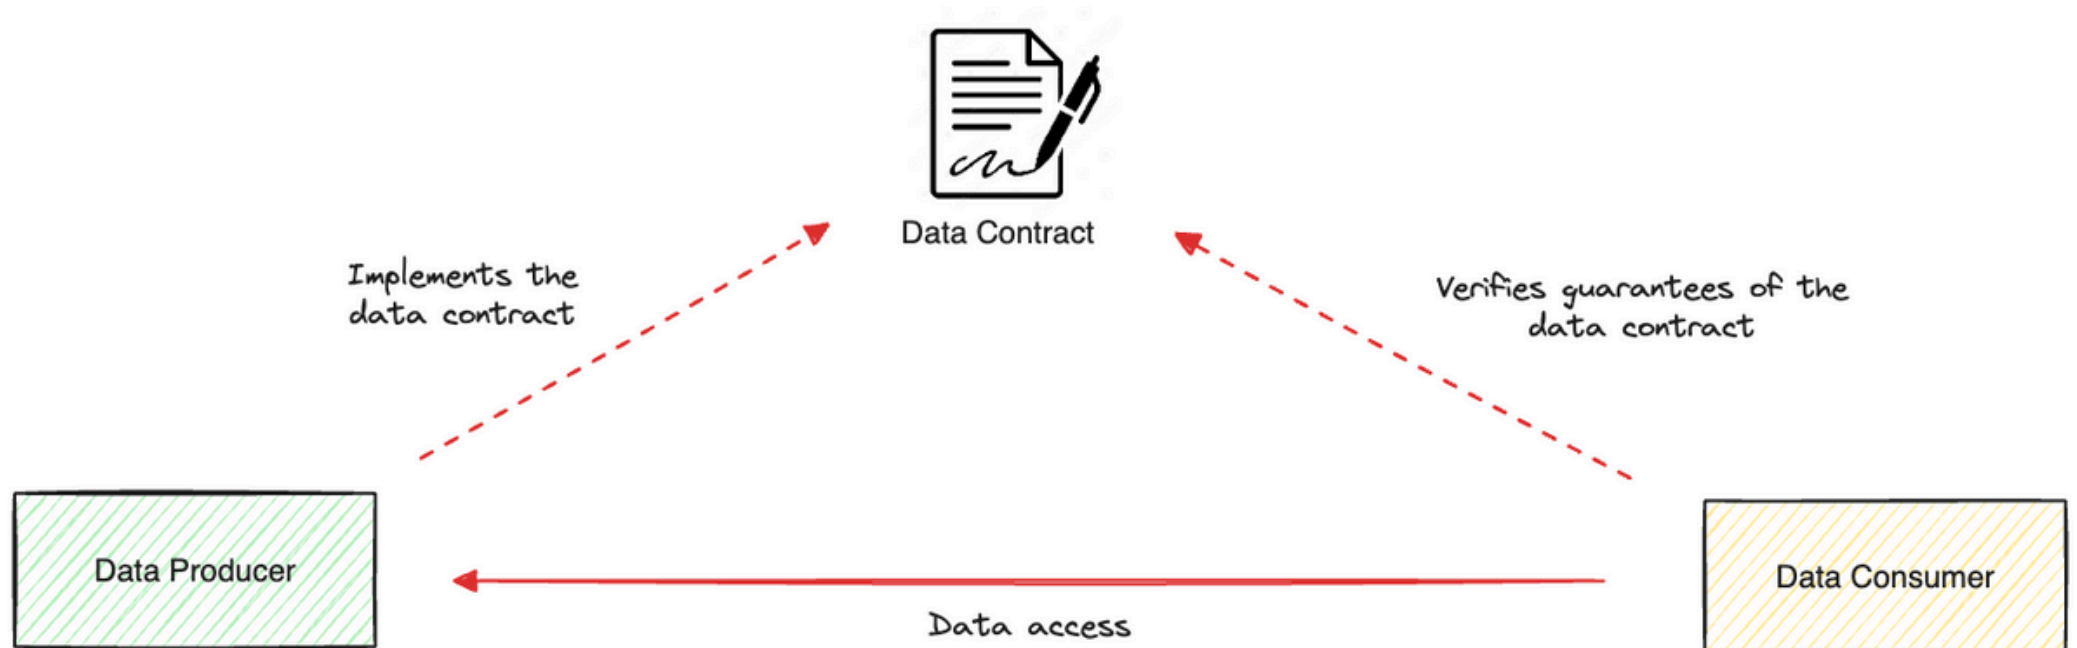 Data Contract
Implements the
data contract
Verifies guarantees of the
data contract
Data Producer
Data Consumer
Data access